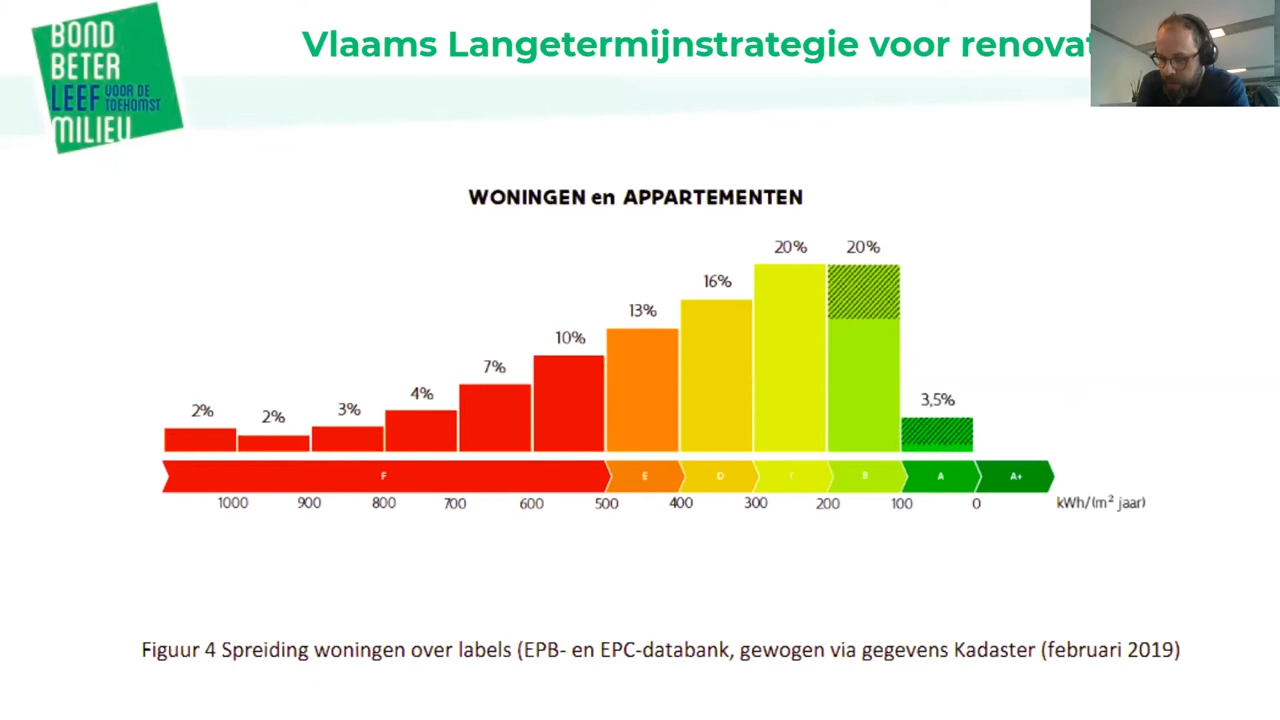 BOND
BETER
LEEF VOOR DE TOEKOMST
MILIEU
Vlaams Langetermijnstrategie voor renovat
WONINGEN en APPARTEMENTEN
2% 2% 3% 4% 7% 10% 13% 16% 20% 20% 3,5%
F E D C B A A+
1000 900 800 700 600 500 400 300 200 100 0 kWh/(m² jaar)
Figuur 4 Spreiding woningen over labels (EPB- en EPC-databank, gewogen via gegevens Kadaster (februari 2019)